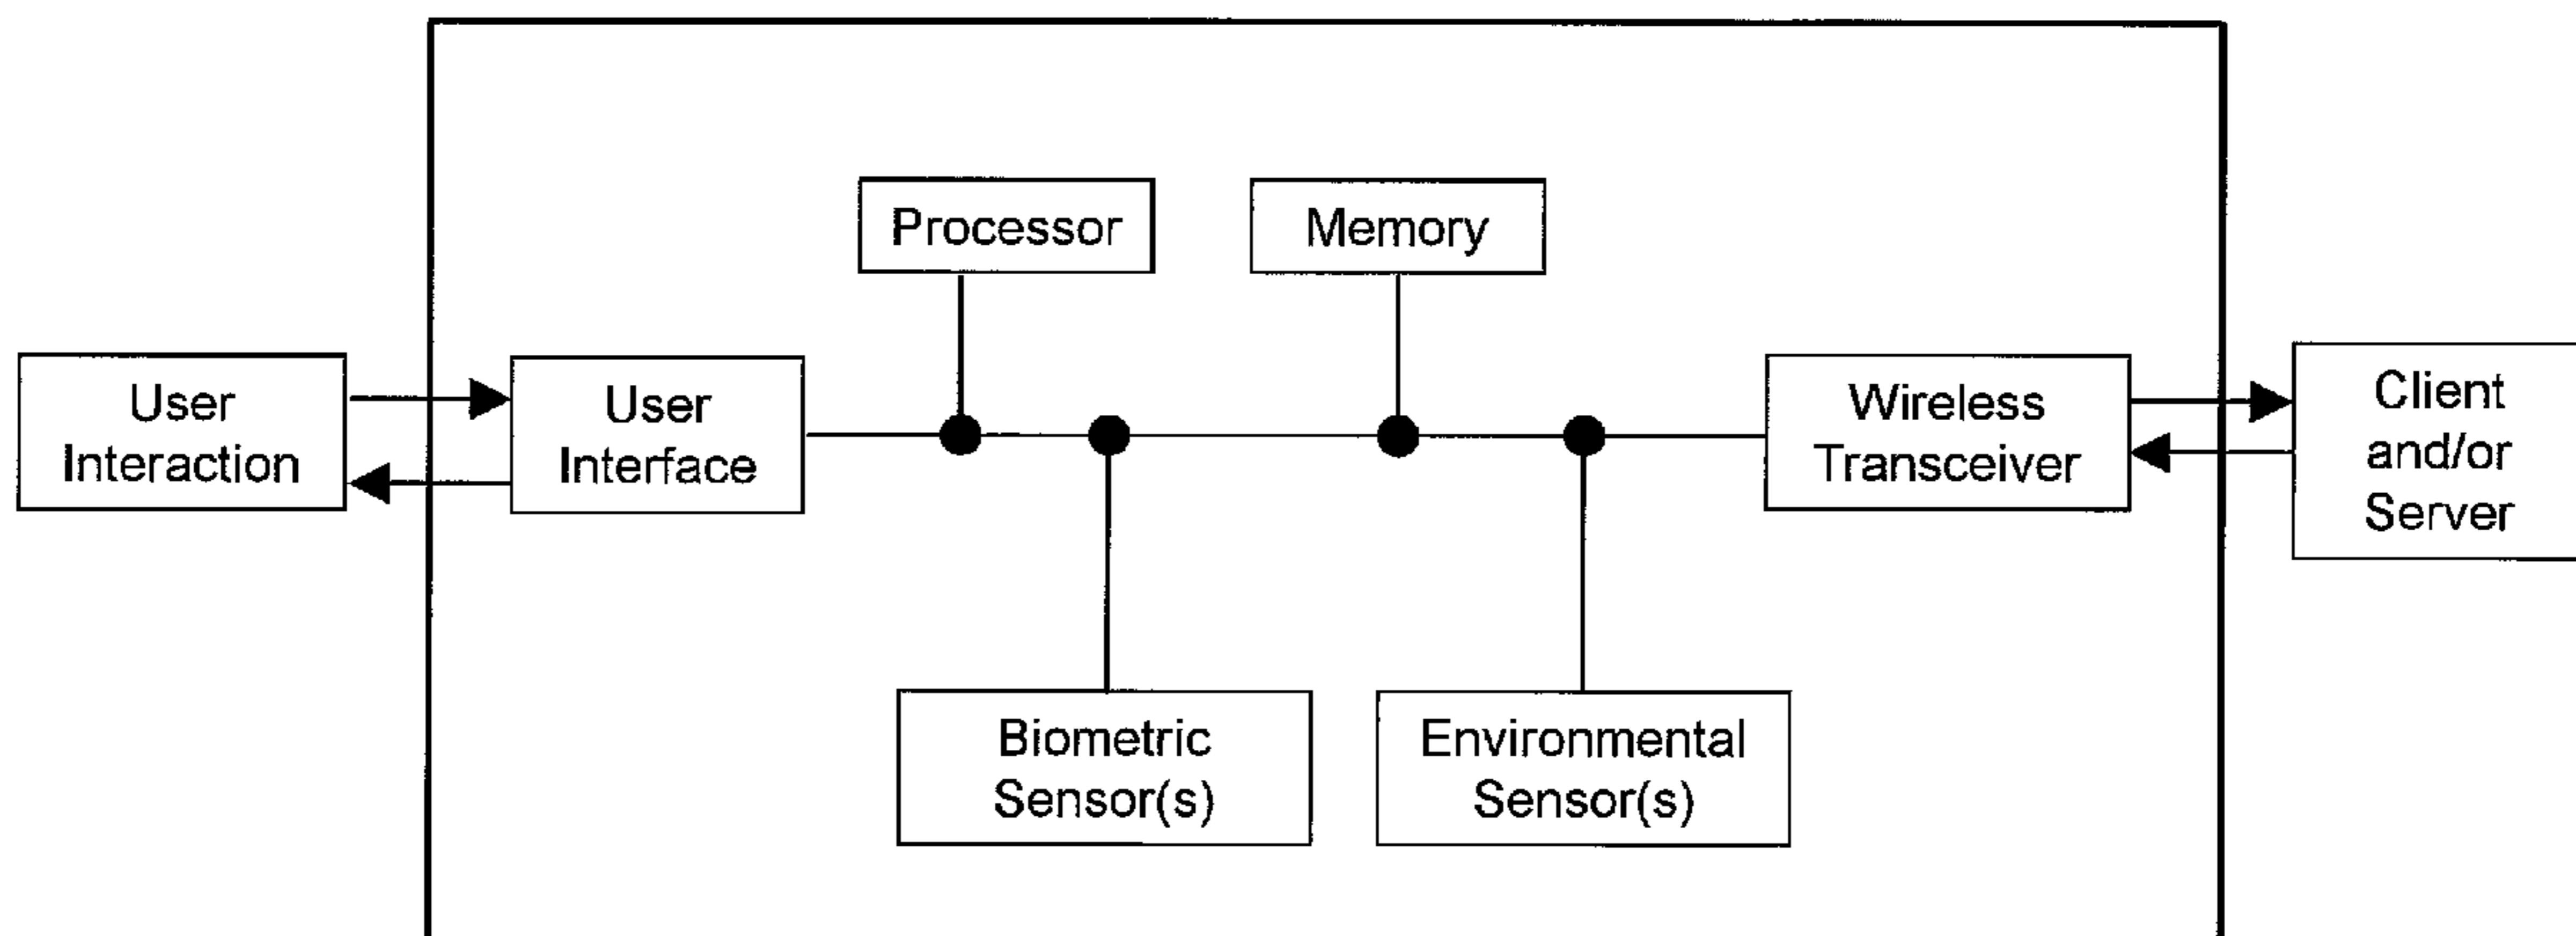 Processor
Memory
User
Interaction
User
Interface
Wireless
Transceiver
Client
and/or
Server
Biometric
Sensor(s)
Environmental
Sensor(s)